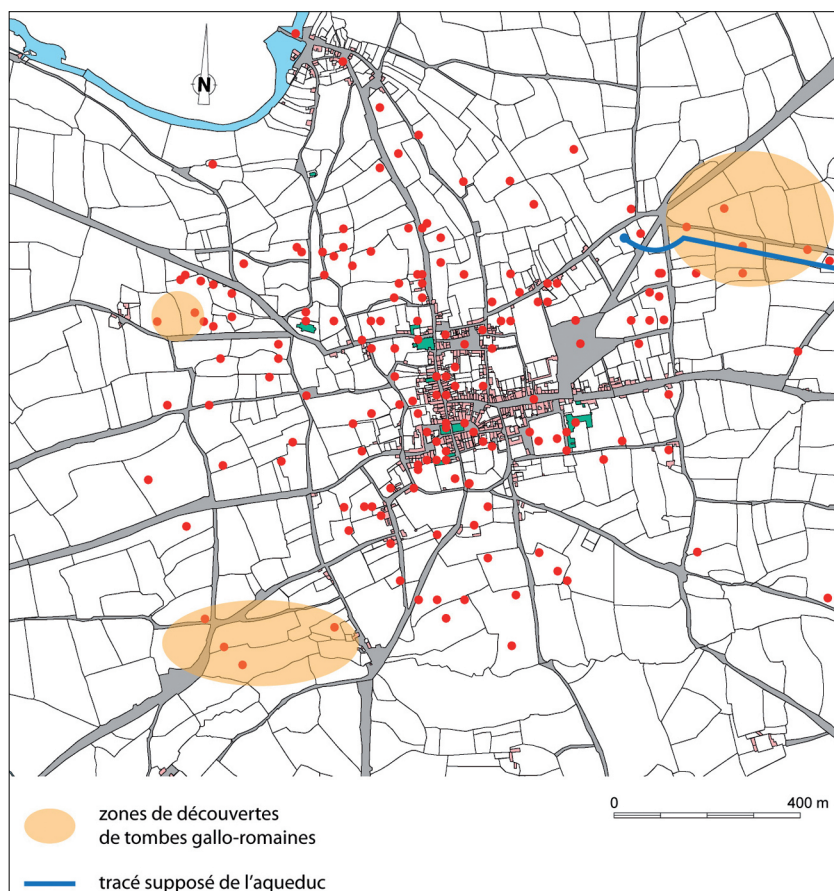 N
zones de découvertes
de tombes gallo-romaines
0 400 m
tracé supposé de l'aqueduc